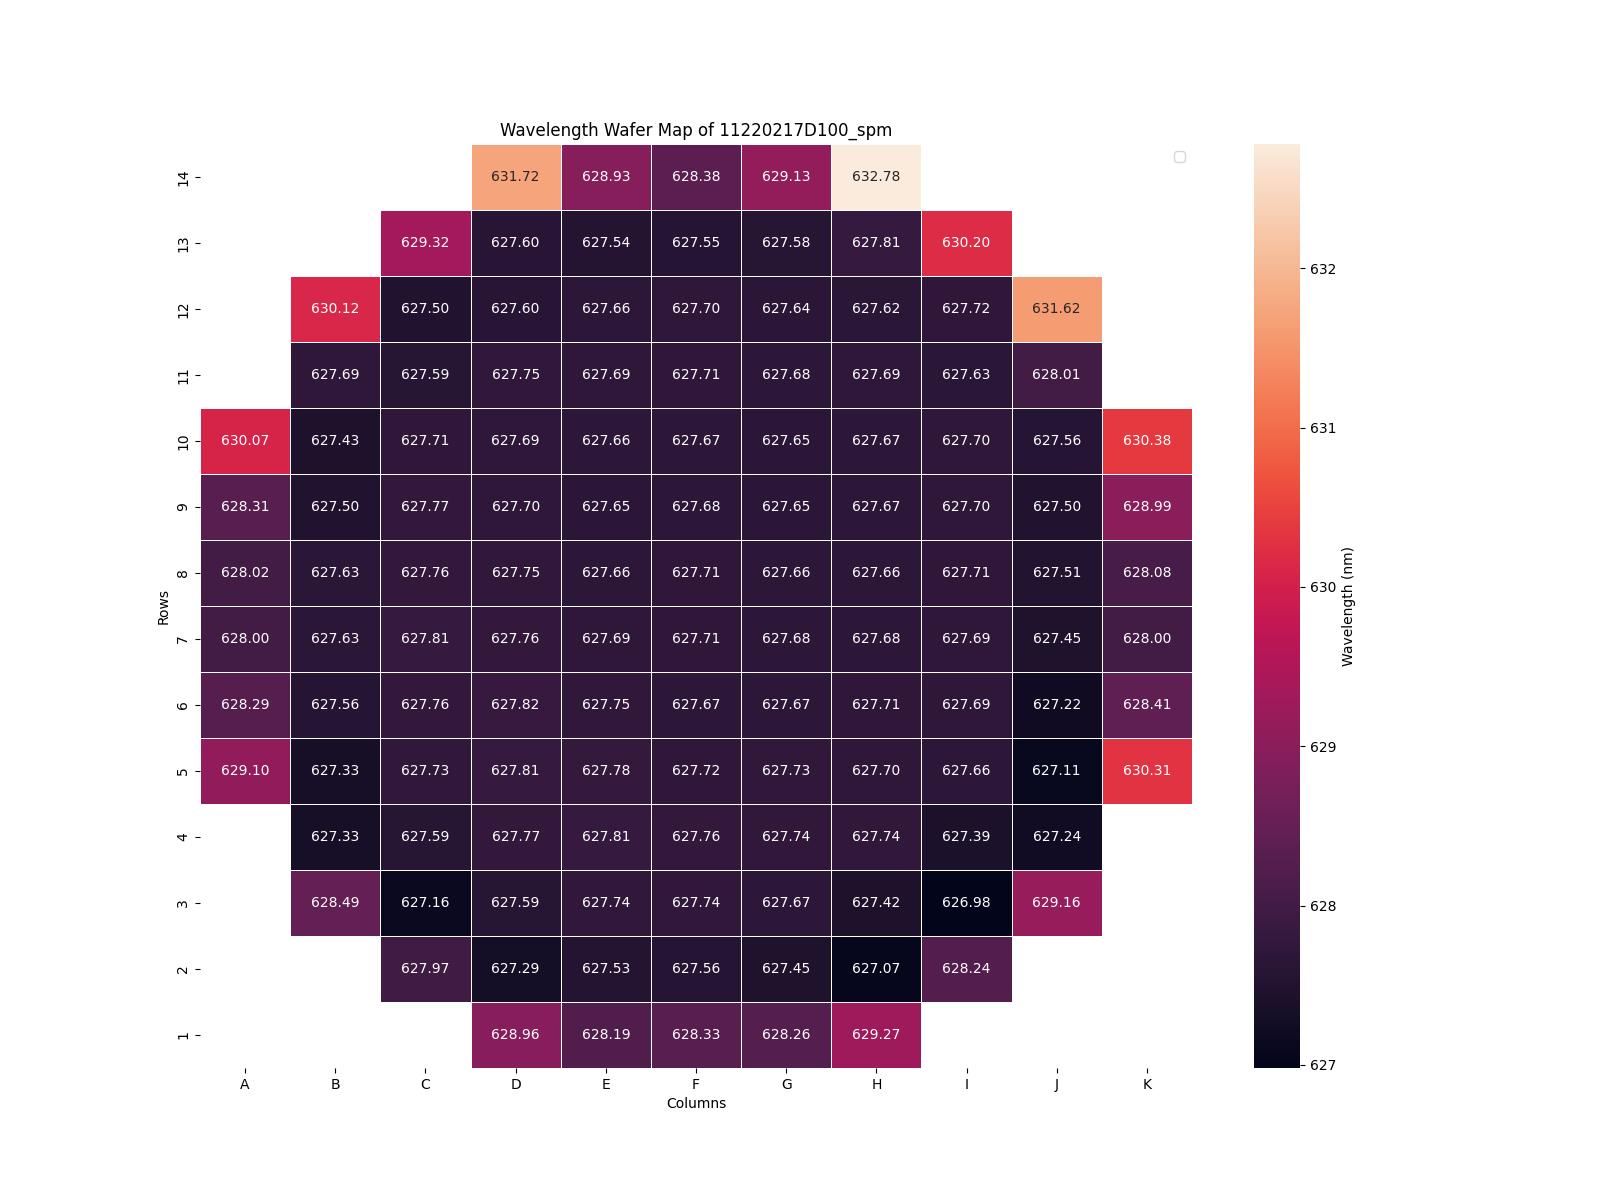 Wavelength Wafer Map of 11220217D100_spm
14 631.72 628.93 628.38 629.13 632.78
13 629.32 627.60 627.54 627.55 627.58 627.81 630.20
632
12 630.12 627.50 627.60 627.66 627.70 627.64 627.62 627.72 631.62
11 627.69 627.59 627.75 627.69 627.71 627.68 627.69 627.63 628.01
631
10 630.07 627.43 627.71 627.69 627.66 627.67 627.65 627.67 627.70 627.56 630.38
9 628.31 627.50 627.77 627.70 627.65 627.68 627.65 627.67 627.70 627.50 628.99
8 628.02 627.63 627.76 627.75 627.66 627.71 627.66 627.66 627.71 627.51 628.08
630
Rows
Wavelength (nm)
7 628.00 627.63 627.81 627.76 627.69 627.71 627.68 627.68 627.69 627.45 628.00
6 628.29 627.56 627.76 627.82 627.75 627.67 627.67 627.71 627.69 627.22 628.41
629
5 629.10 627.33 627.73 627.81 627.78 627.72 627.73 627.70 627.66 627.11 630.31
4 627.33 627.59 627.77 627.81 627.76 627.74 627.74 627.39 627.24
3 628.49 627.16 627.59 627.74 627.74 627.67 627.42 626.98 629.16
628
2 627.97 627.29 627.53 627.56 627.45 627.07 628.24
1 628.96 628.19 628.33 628.26 629.27
627
A B C D E F G H I J K
Columns